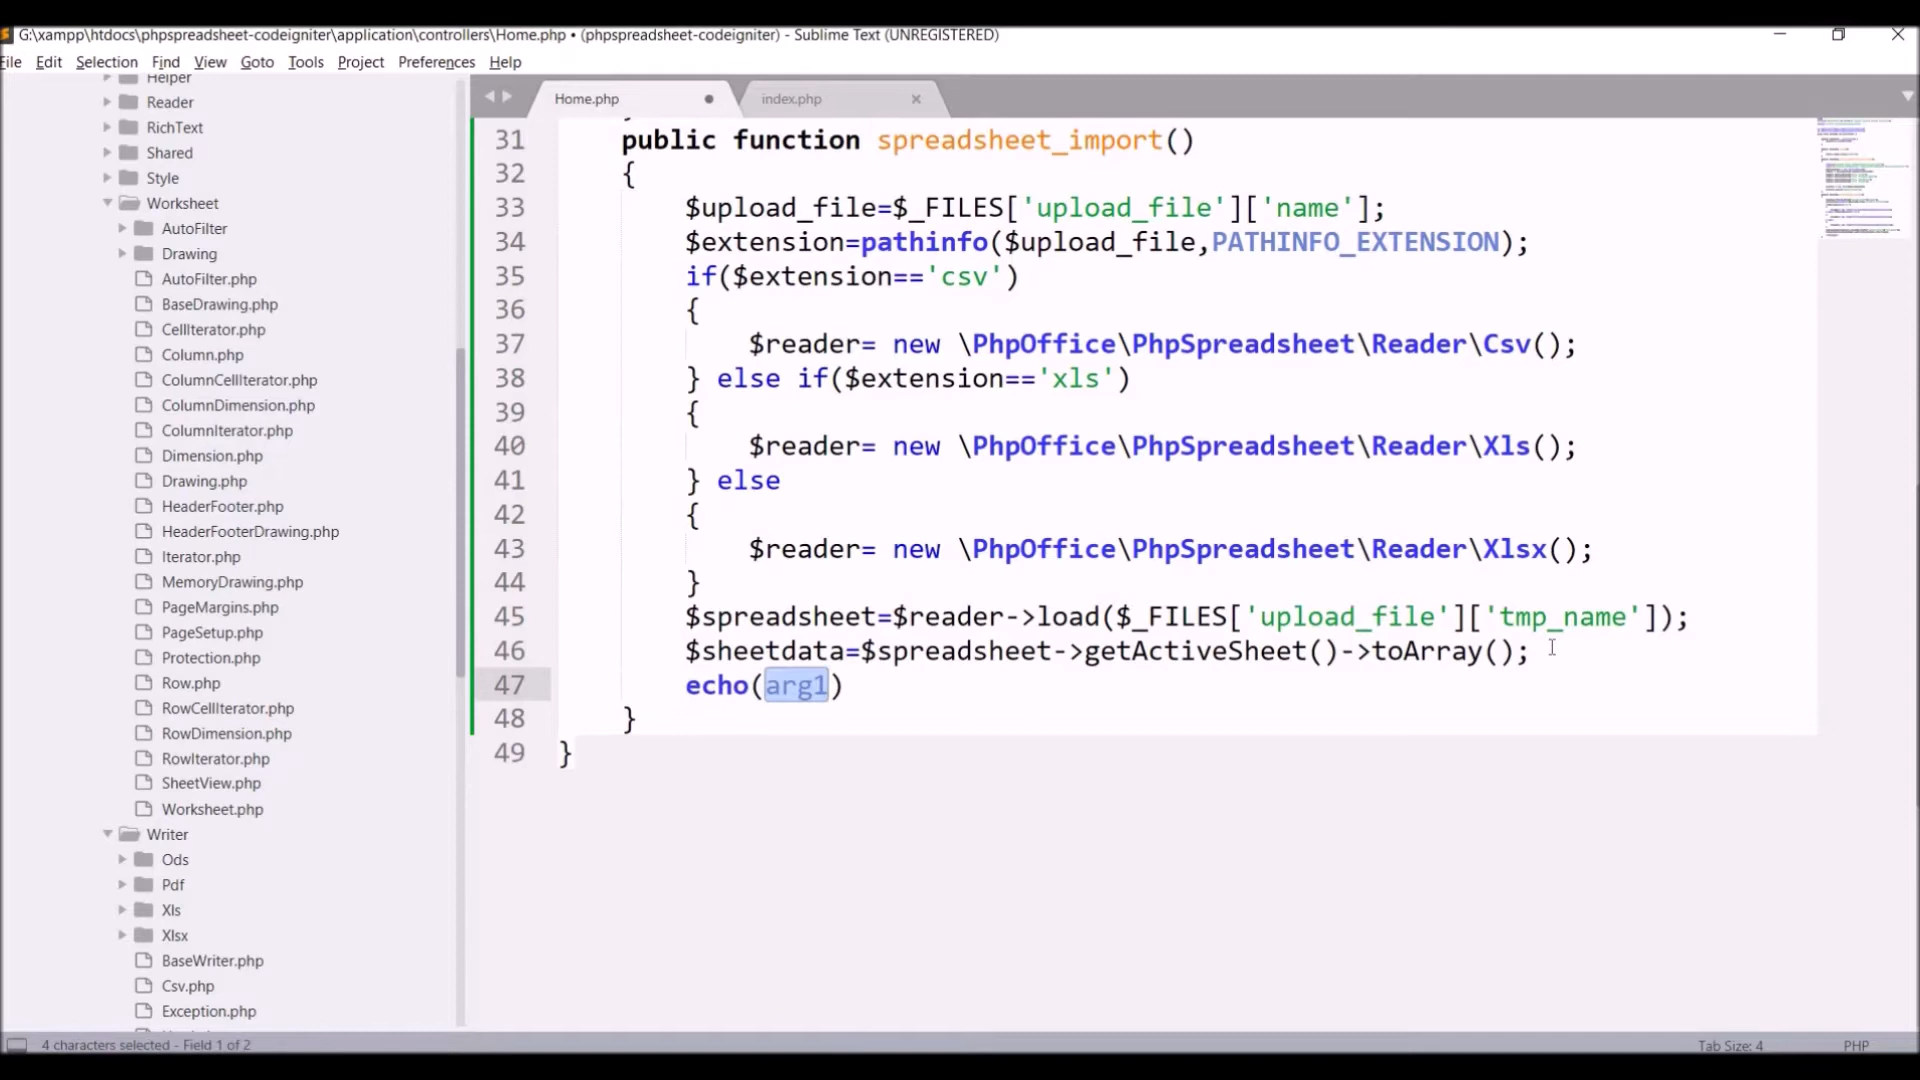 G:\xampp\htdocs\phpspreadsheet-codeigniter\application\controllers\Home.php • (phpspreadsheet-codeigniter) - Sublime Text (UNREGISTERED)
File Edit Selection Find View Goto Tools Project Preferences Help
Helper
Reader
RichText
Shared
Style
Worksheet
AutoFilter
Drawing
AutoFilter.php
BaseDrawing.php
CellIterator.php
Column.php
ColumnCellIterator.php
ColumnDimension.php
ColumnIterator.php
Dimension.php
Drawing.php
HeaderFooter.php
HeaderFooterDrawing.php
Iterator.php
MemoryDrawing.php
PageMargins.php
PageSetup.php
Protection.php
Row.php
RowCellIterator.php
RowDimension.php
RowIterator.php
SheetView.php
Worksheet.php
Writer
Ods
Pdf
Xls
Xlsx
BaseWriter.php
Csv.php
Exception.php
Home.php index.php
31 public function spreadsheet_import()
32 {
33 $upload_file=$_FILES['upload_file']['name'];
34 $extension=pathinfo($upload_file,PATHINFO_EXTENSION);
35 if($extension=='csv')
36 {
37 $reader= new \PhpOffice\PhpSpreadsheet\Reader\Csv();
38 } else if($extension=='xls')
39 {
40 $reader= new \PhpOffice\PhpSpreadsheet\Reader\Xls();
41 } else
42 {
43 $reader= new \PhpOffice\PhpSpreadsheet\Reader\Xlsx();
44 }
45 $spreadsheet=$reader->load($_FILES['upload_file']['tmp_name']);
46 $sheetdata=$spreadsheet->getActiveSheet()->toArray();
47 echo(arg1)
48 }
49 }
4 characters selected - Field 1 of 2
Tab Size: 4 PHP